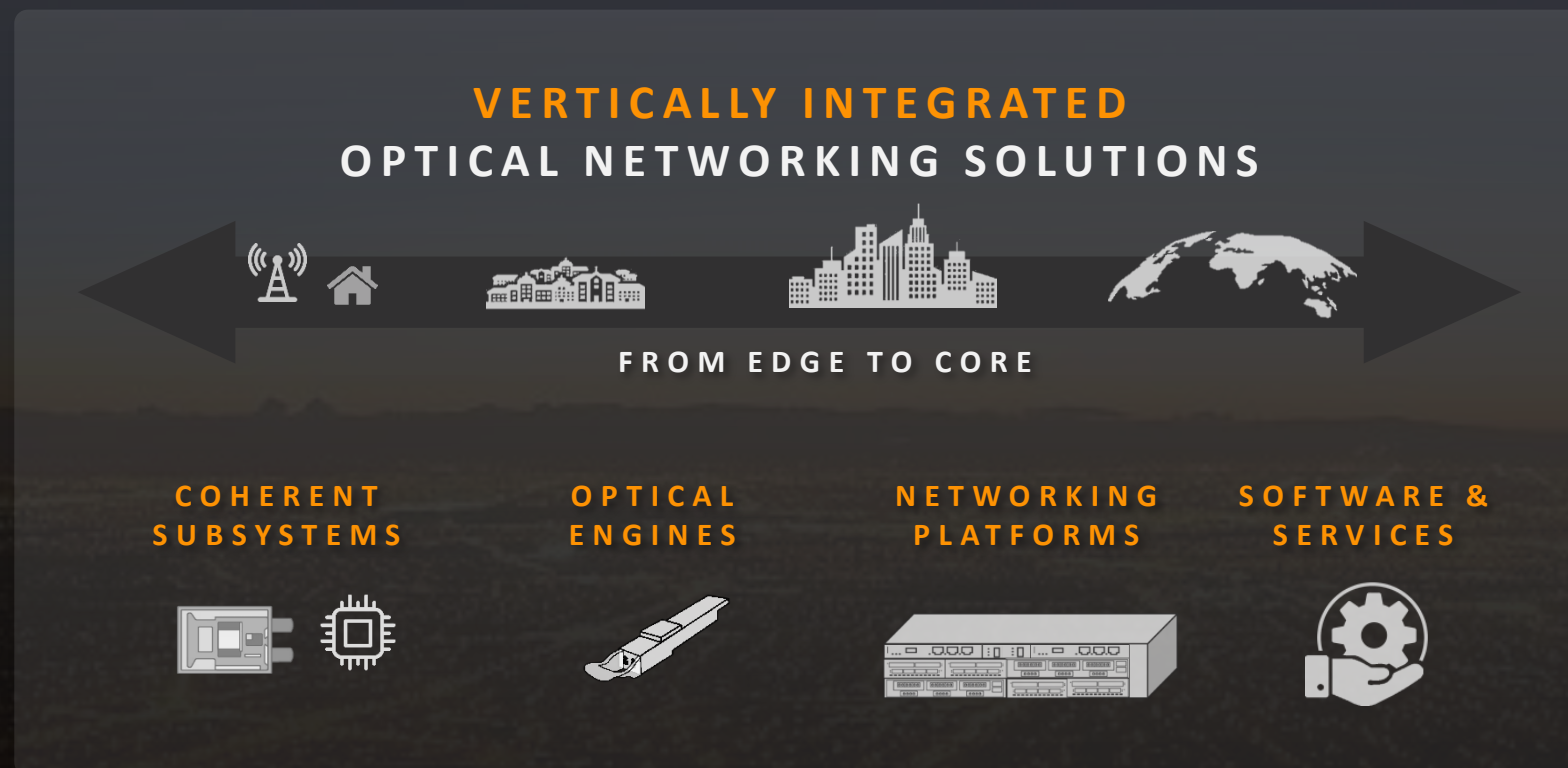 VERTICALLY INTEGRATED
OPTICAL NETWORKING SOLUTIONS
FROM EDGE TO CORE
COHERENT
SUBSYSTEMS
OPTICAL
ENGINES
NETWORKING
PLATFORMS
SOFTWARE &
SERVICES